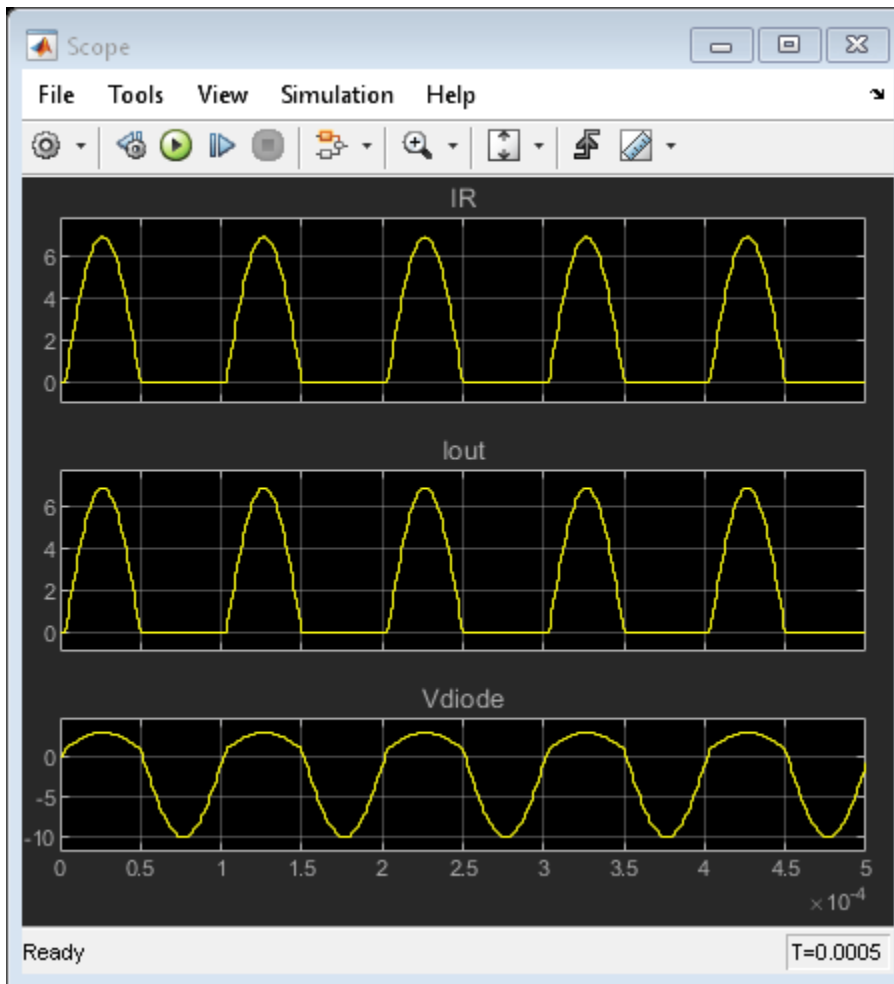 Scope
File Tools View Simulation Help
IR
6
4
2
0
Iout
6
4
2
0
Vdiode
0
-5
-10
0 0.5 1 1.5 2 2.5 3 3.5 4 4.5 5
×10⁻⁴
Ready T=0.0005